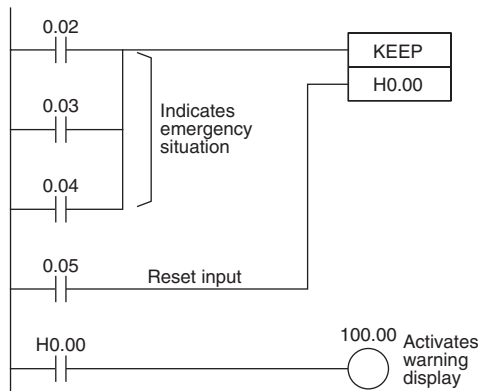 0.02
KEEP
H0.00
0.03
Indicates
emergency
situation
0.04
0.05
Reset input
H0.00
100.00
Activates
warning
display